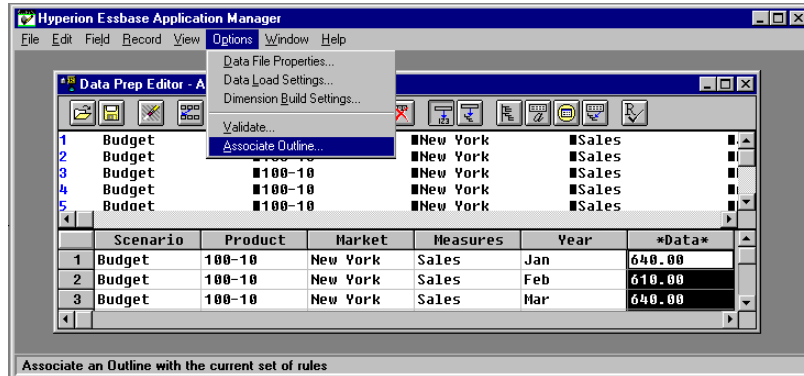 Hyperion Essbase Application Manager
File Edit Field Record View Options Window Help
Data File Properties...
Data Load Settings...
Dimension Build Settings...
Validate...
Associate Outline...
Data Prep Editor - A
1 Budget New York Sales
2 Budget 100-10 New York Sales
3 Budget 100-10 New York Sales
4 Budget 100-10 New York Sales
5 Budget 100-10 New York Sales
Scenario Product Market Measures Year *Data*
1 Budget 100-10 New York Sales Jan 640.00
2 Budget 100-10 New York Sales Feb 610.00
3 Budget 100-10 New York Sales Mar 640.00
Associate an Outline with the current set of rules